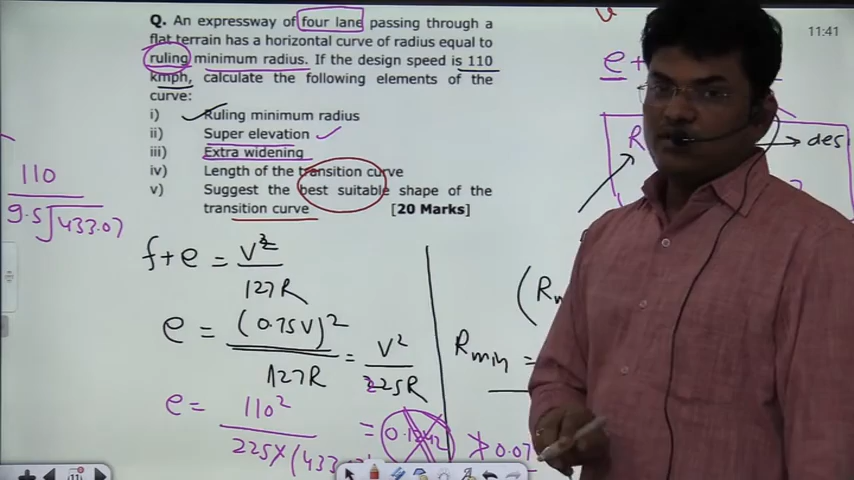 11:41
Q. An expressway of four lane passing through a
flat terrain has a horizontal curve of radius equal to
ruling minimum radius. If the design speed is 110
kmph, calculate the following elements of the
curve:
i) Ruling minimum radius
ii) Super elevation
iii) Extra widening
iv) Length of the transition curve
v) Suggest the best suitable shape of the
transition curve [20 Marks]
e+
R
des
110
9.5√433.07
f+e = V²
127R
e = (0.75V)²
127R
= V²
225R
e = 110²
225×(433
≯ 0.07
(Rm
Rmin =